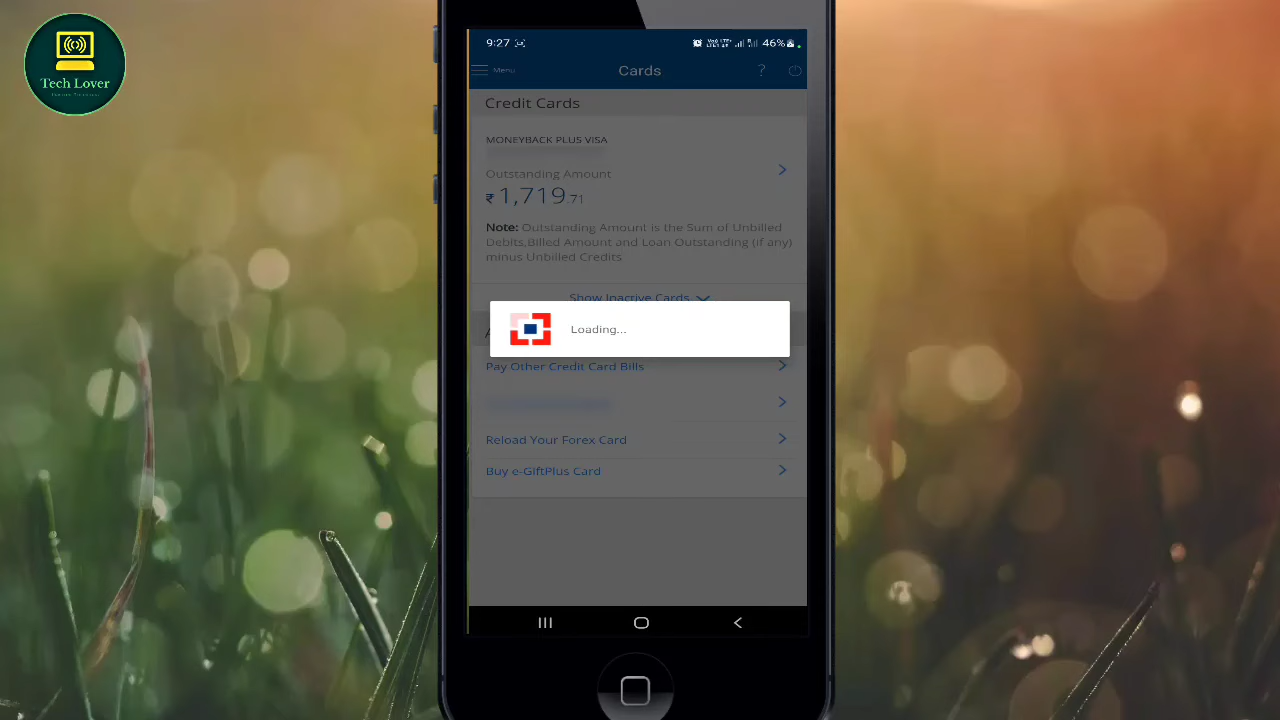 Tech Lover
9:27
46%
Menu
Cards
?
Credit Cards
MONEYBACK PLUS VISA
Outstanding Amount
₹ 1,719.71
Note: Outstanding Amount is the Sum of Unbilled
Debits,Billed Amount and Loan Outstanding (if any)
minus Unbilled Credits
Show Inactive Cards
Loading...
Pay Other Credit Card Bills
Reload Your Forex Card
Buy e-GiftPlus Card